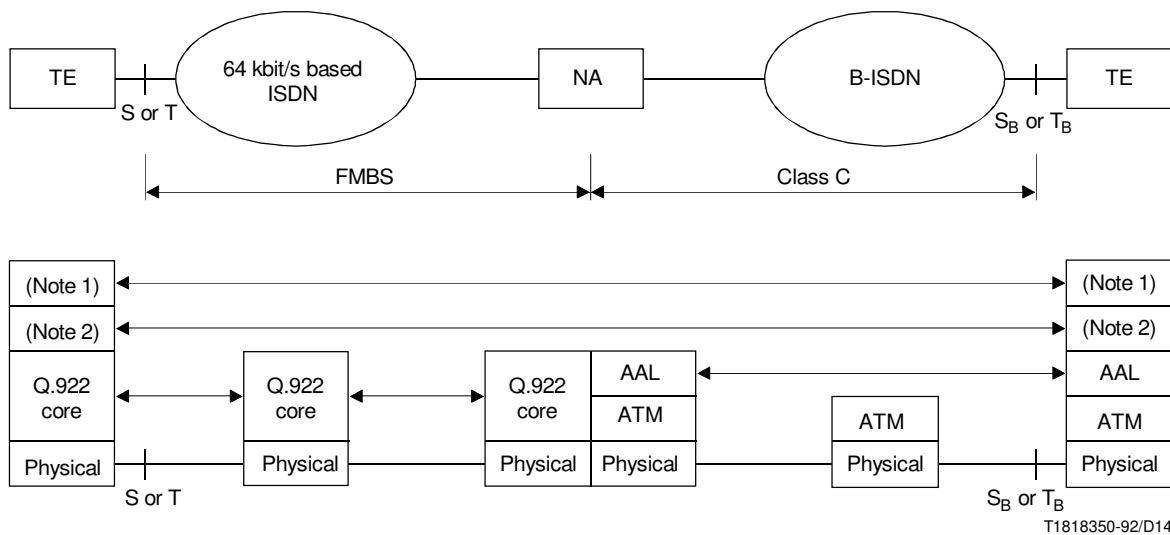 TE
64 kbit/s based
ISDN
NA
B-ISDN
TE
S or T
S_B or T_B
FMBS
Class C
(Note 1)
(Note 1)
(Note 2)
(Note 2)
Q.922
core
Q.922
core
Q.922
core
AAL
AAL
ATM
ATM
ATM
Physical
Physical
Physical
Physical
Physical
Physical
S or T
S_B or T_B
T1818350-92/D14